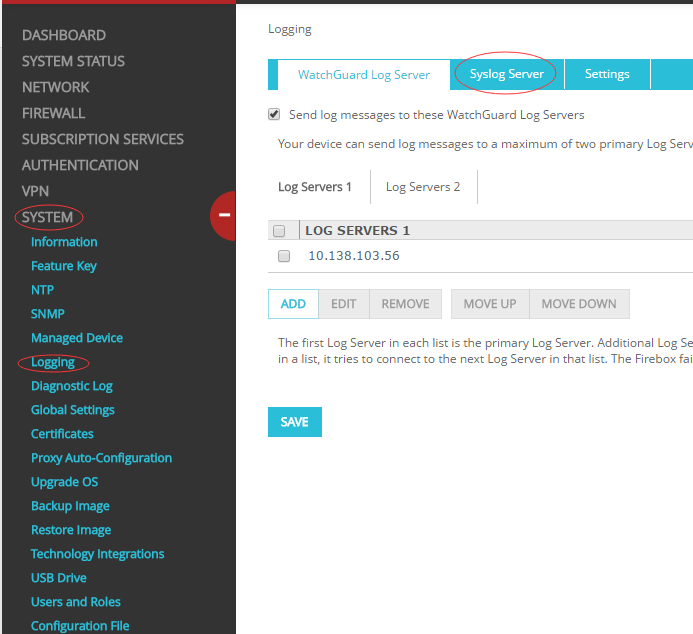 DASHBOARD
SYSTEM STATUS
NETWORK
FIREWALL
SUBSCRIPTION SERVICES
AUTHENTICATION
VPN
SYSTEM
Information
Feature Key
NTP
SNMP
Managed Device
Logging
Diagnostic Log
Global Settings
Certificates
Proxy Auto-Configuration
Upgrade OS
Backup Image
Restore Image
Technology Integrations
USB Drive
Users and Roles
Configuration File
Logging
WatchGuard Log Server Syslog Server Settings
Send log messages to these WatchGuard Log Servers
Your device can send log messages to a maximum of two primary Log Serv
Log Servers 1 Log Servers 2
LOG SERVERS 1
10.138.103.56
ADD EDIT REMOVE MOVE UP MOVE DOWN
The first Log Server in each list is the primary Log Server. Additional Log Se
in a list, it tries to connect to the next Log Server in that list. The Firebox fai
SAVE